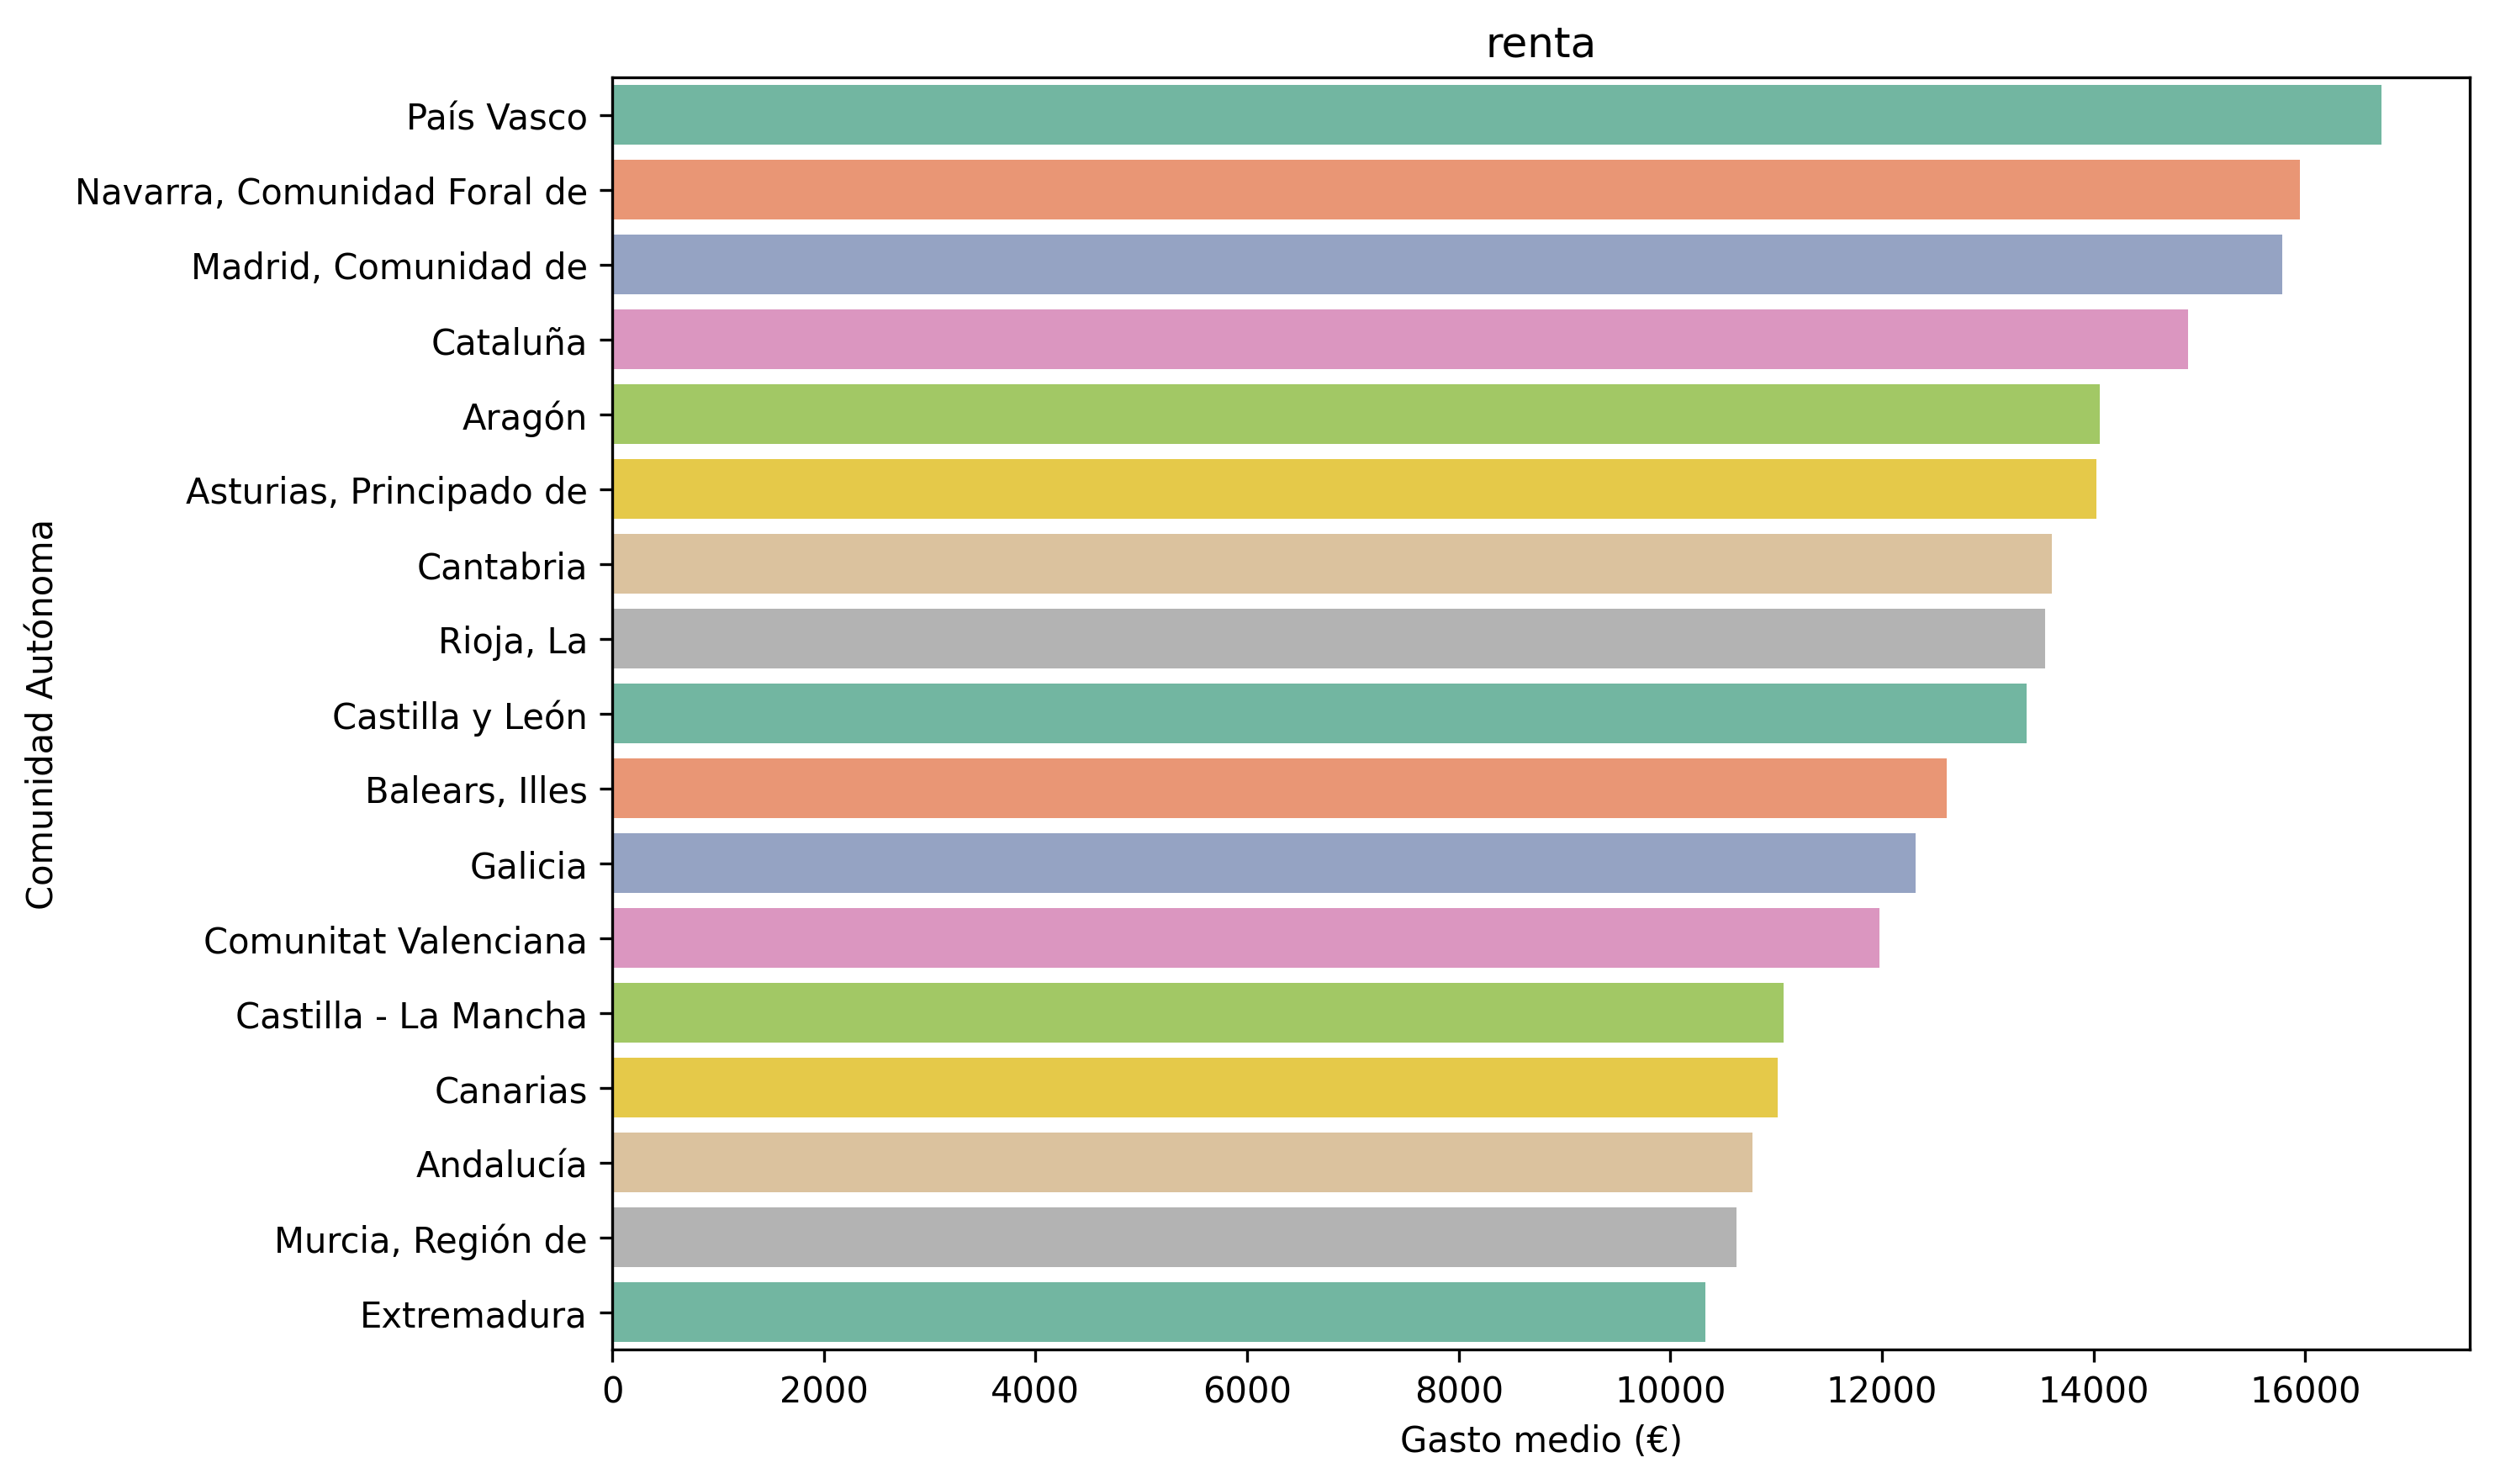 renta
País Vasco
Navarra, Comunidad Foral de
Madrid, Comunidad de
Cataluña
Aragón
Asturias, Principado de
Cantabria
Rioja, La
Castilla y León
Balears, Illes
Galicia
Comunitat Valenciana
Castilla - La Mancha
Canarias
Andalucía
Murcia, Región de
Extremadura
Comunidad Autónoma
0 2000 4000 6000 8000 10000 12000 14000 16000
Gasto medio (€)